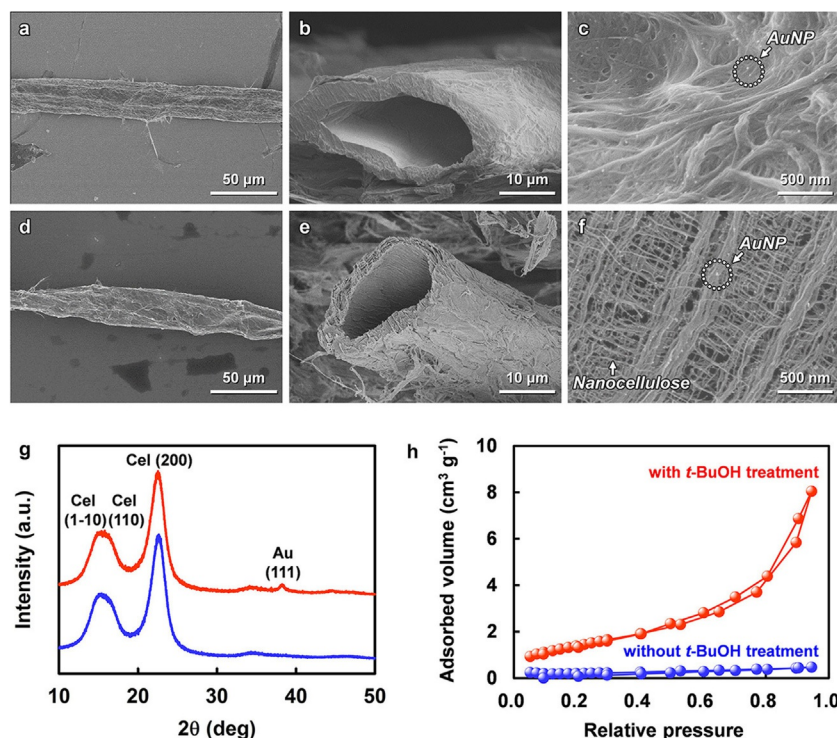 a
50 µm
b
10 µm
c
AuNP
500 nm
d
50 µm
e
10 µm
f
AuNP
Nanocellulose
500 nm
g
Cel (200)
Cel
(1-10)
Cel
(110)
Au
(111)
Intensity (a.u.)
10
20
30
40
50
2θ (deg)
h
10
8
6
4
2
0
Adsorbed volume (cm³ g⁻¹)
with t-BuOH treatment
without t-BuOH treatment
0.0
0.2
0.4
0.6
0.8
1.0
Relative pressure